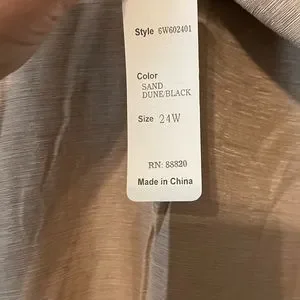 Style 6W602401
Color
SAND
DUNE/BLACK
Size 24W
RN: 88820
Made in China